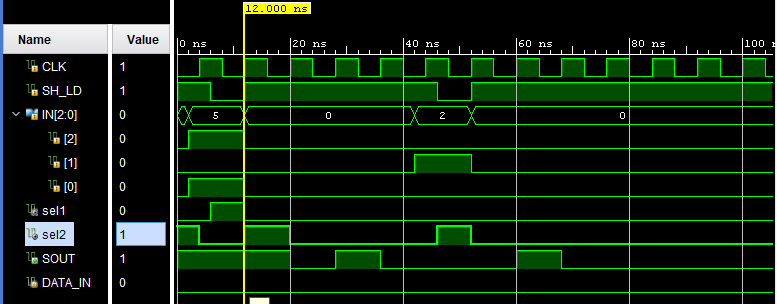 12.000 ns
Name Value
0 ns 20 ns 40 ns 60 ns 80 ns 100 ns
CLK 1
SH_LD 1
IN[2:0] 0 5 0 2 0
[2] 0
[1] 0
[0] 0
sel1 0
sel2 1
SOUT 1
DATA_IN 0